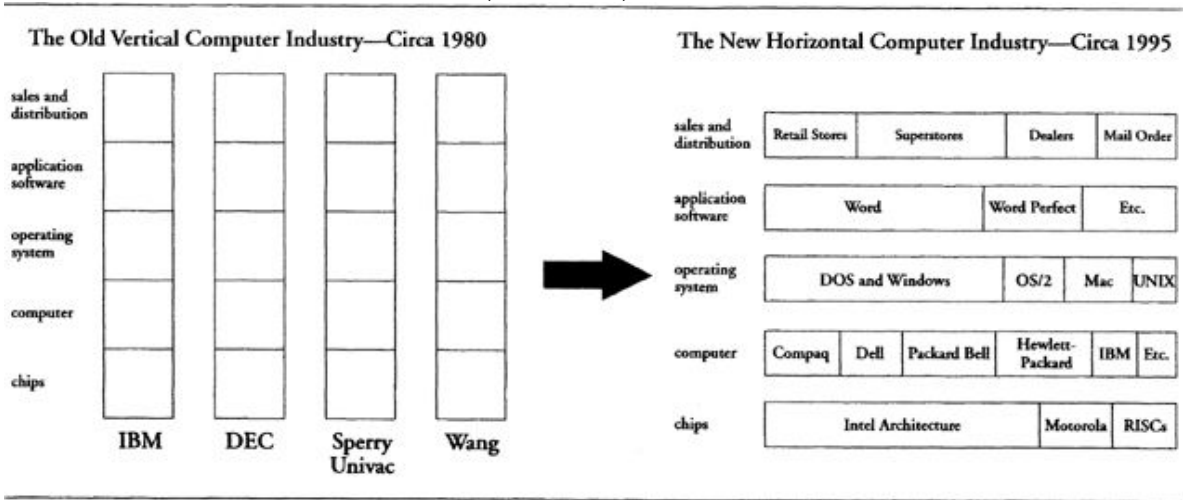 The Old Vertical Computer Industry—Circa 1980
sales and
distribution
application
software
operating
system
computer
chips
IBM
DEC
Sperry
Univac
Wang
The New Horizontal Computer Industry—Circa 1995
sales and
distribution
Retail Stores
Superstores
Dealers
Mail Order
application
software
Word
Word Perfect
Etc.
operating
system
DOS and Windows
OS/2
Mac
UNIX
computer
Compaq
Dell
Packard Bell
Hewlett-
Packard
IBM
Etc.
chips
Intel Architecture
Motorola
RISCs